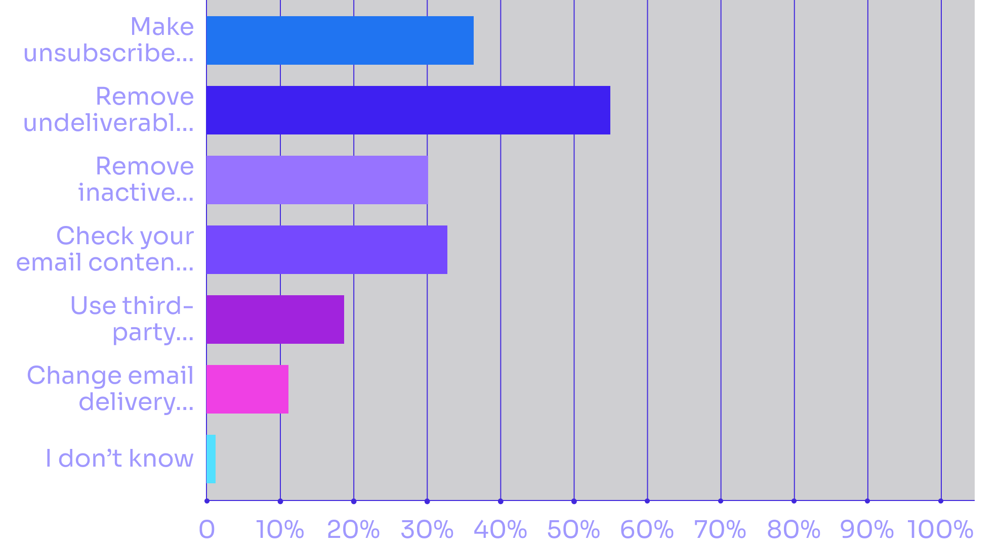 Make
unsubscribe...
Remove
undeliverabl...
Remove
inactive...
Check your
email conten...
Use third-
party...
Change email
delivery...
I don’t know
0 10% 20% 30% 40% 50% 60% 70% 80% 90% 100%